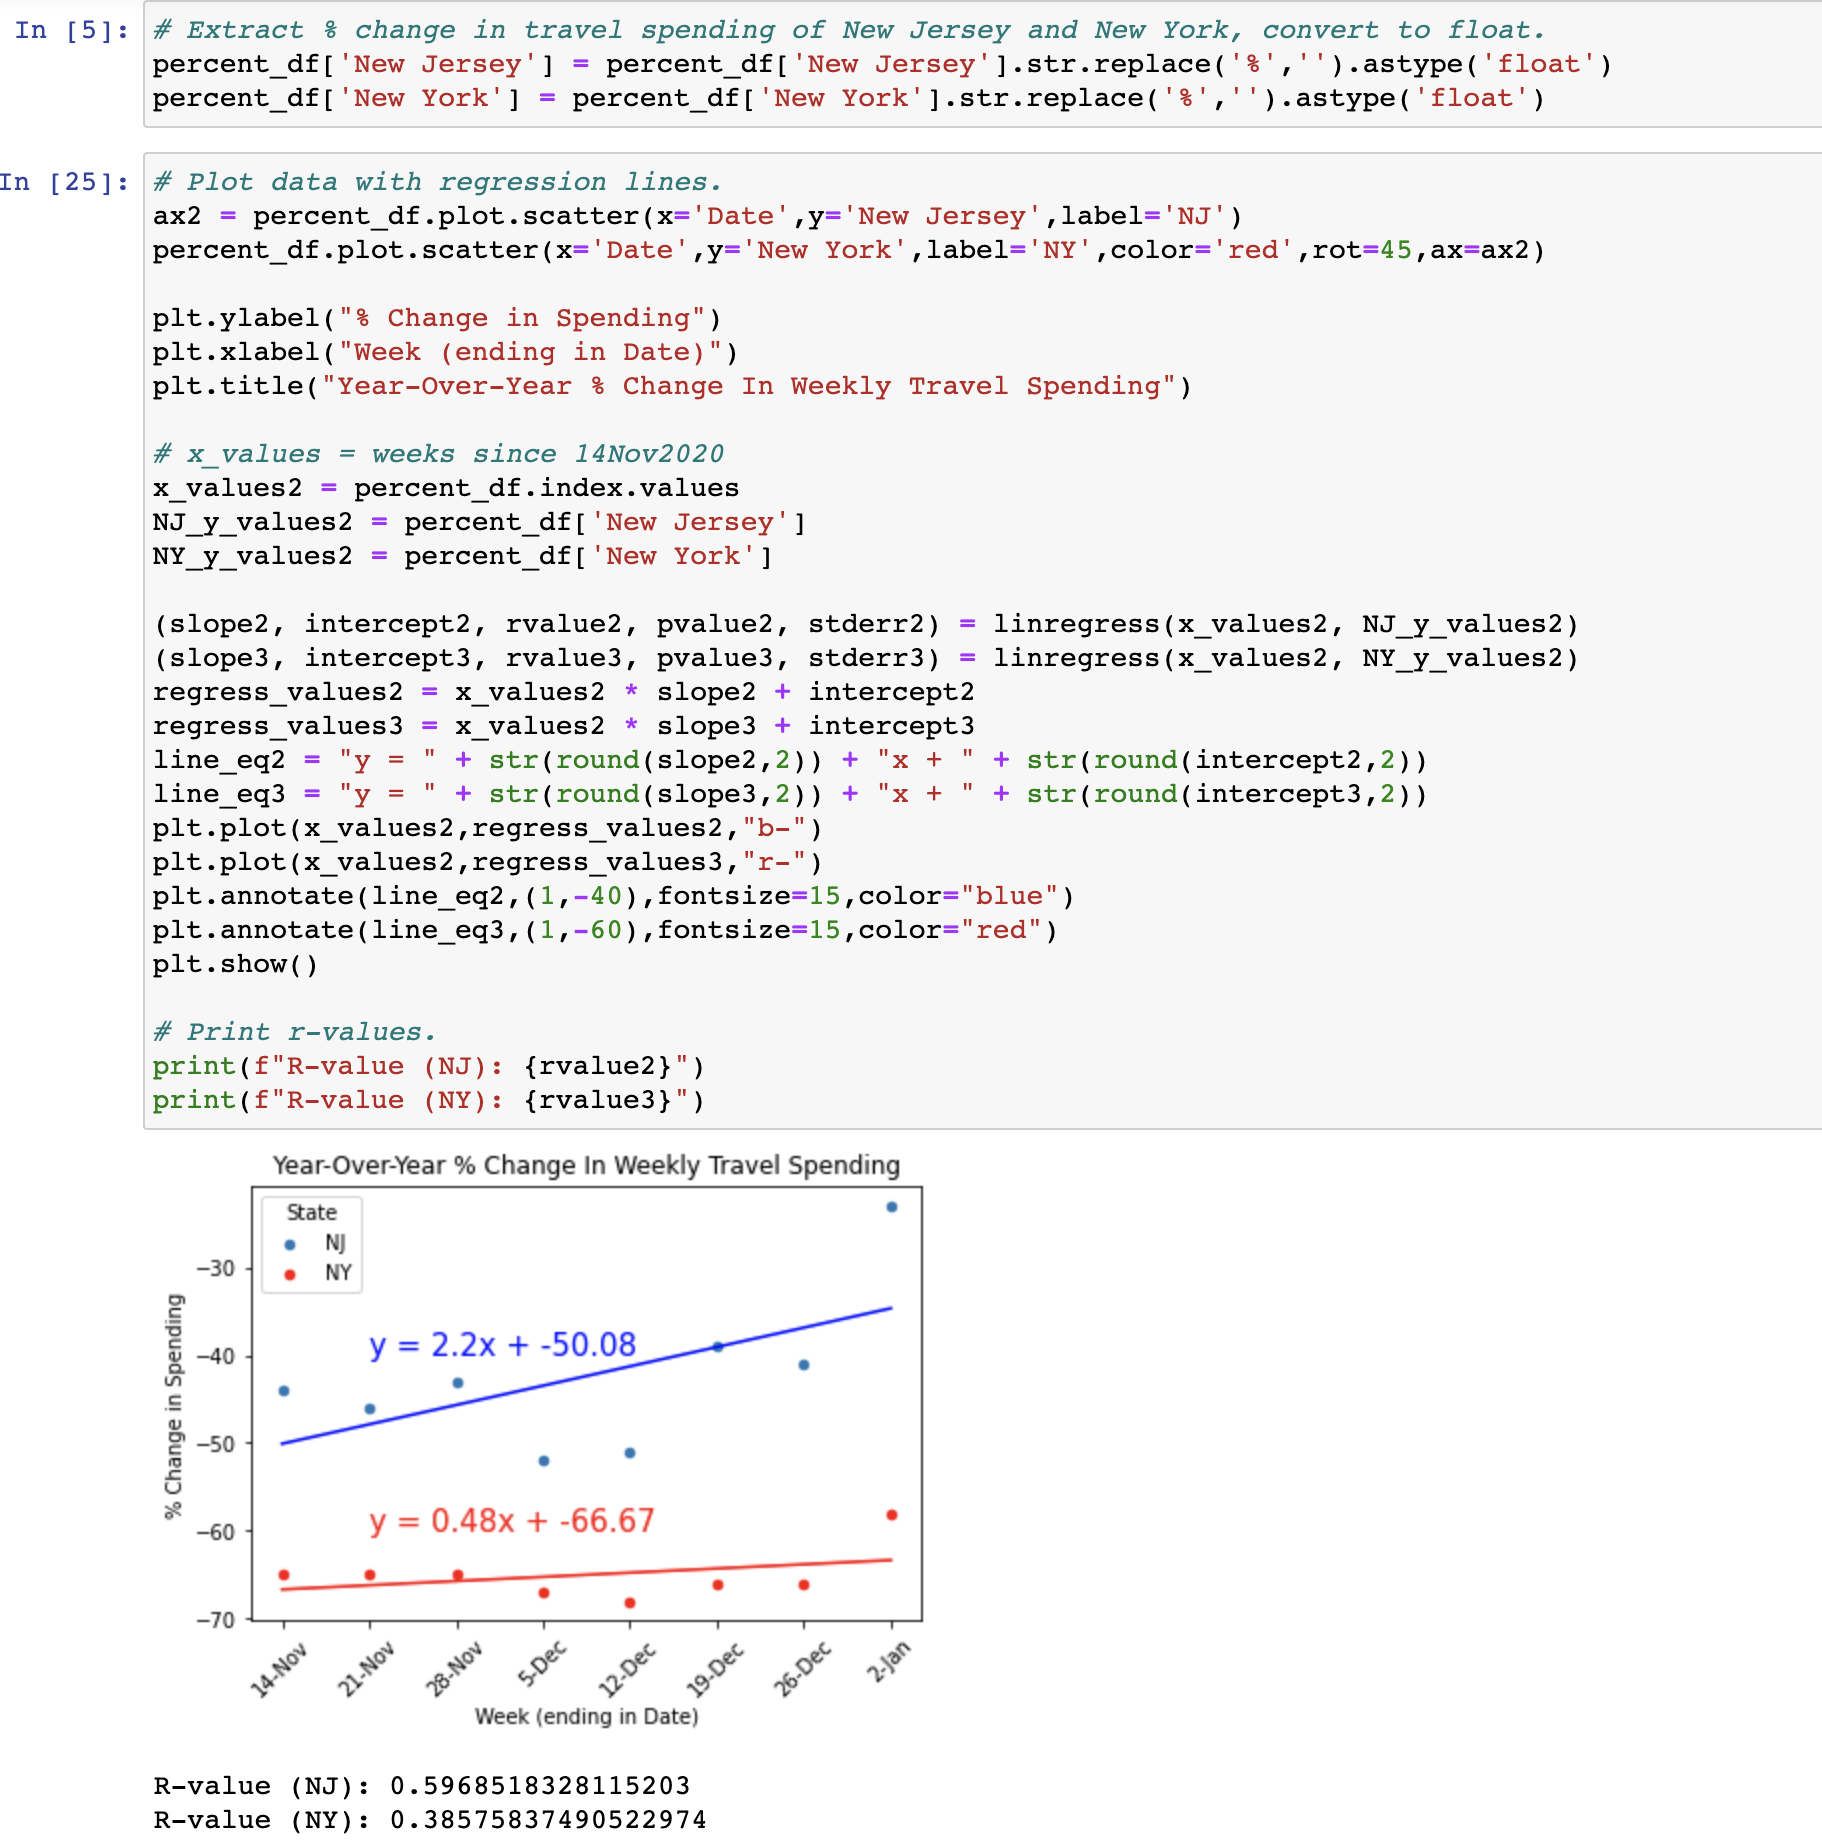 In [5]:
# Extract % change in travel spending of New Jersey and New York, convert to float.
percent_df['New Jersey'] = percent_df['New Jersey'].str.replace('%','').astype('float')
percent_df['New York'] = percent_df['New York'].str.replace('%','').astype('float')
In [25]:
# Plot data with regression lines.
ax2 = percent_df.plot.scatter(x='Date',y='New Jersey',label='NJ')
percent_df.plot.scatter(x='Date',y='New York',label='NY',color='red',rot=45,ax=ax2)
plt.ylabel("% Change in Spending")
plt.xlabel("Week (ending in Date)")
plt.title("Year-Over-Year % Change In Weekly Travel Spending")
# x_values = weeks since 14Nov2020
x_values2 = percent_df.index.values
NJ_y_values2 = percent_df['New Jersey']
NY_y_values2 = percent_df['New York']
(slope2, intercept2, rvalue2, pvalue2, stderr2) = linregress(x_values2, NJ_y_values2)
(slope3, intercept3, rvalue3, pvalue3, stderr3) = linregress(x_values2, NY_y_values2)
regress_values2 = x_values2 * slope2 + intercept2
regress_values3 = x_values2 * slope3 + intercept3
line_eq2 = "y = " + str(round(slope2,2)) + "x + " + str(round(intercept2,2))
line_eq3 = "y = " + str(round(slope3,2)) + "x + " + str(round(intercept3,2))
plt.plot(x_values2,regress_values2,"b-")
plt.plot(x_values2,regress_values3,"r-")
plt.annotate(line_eq2,(1,-40),fontsize=15,color="blue")
plt.annotate(line_eq3,(1,-60),fontsize=15,color="red")
plt.show()
# Print r-values.
print(f"R-value (NJ): {rvalue2}")
print(f"R-value (NY): {rvalue3}")
Year-Over-Year % Change In Weekly Travel Spending
State
NJ
NY
% Change in Spending
−30
−40
−50
−60
−70
y = 2.2x + -50.08
y = 0.48x + -66.67
14-Nov
21-Nov
28-Nov
5-Dec
12-Dec
19-Dec
26-Dec
2-Jan
Week (ending in Date)
R-value (NJ): 0.5968518328115203
R-value (NY): 0.38575837490522974